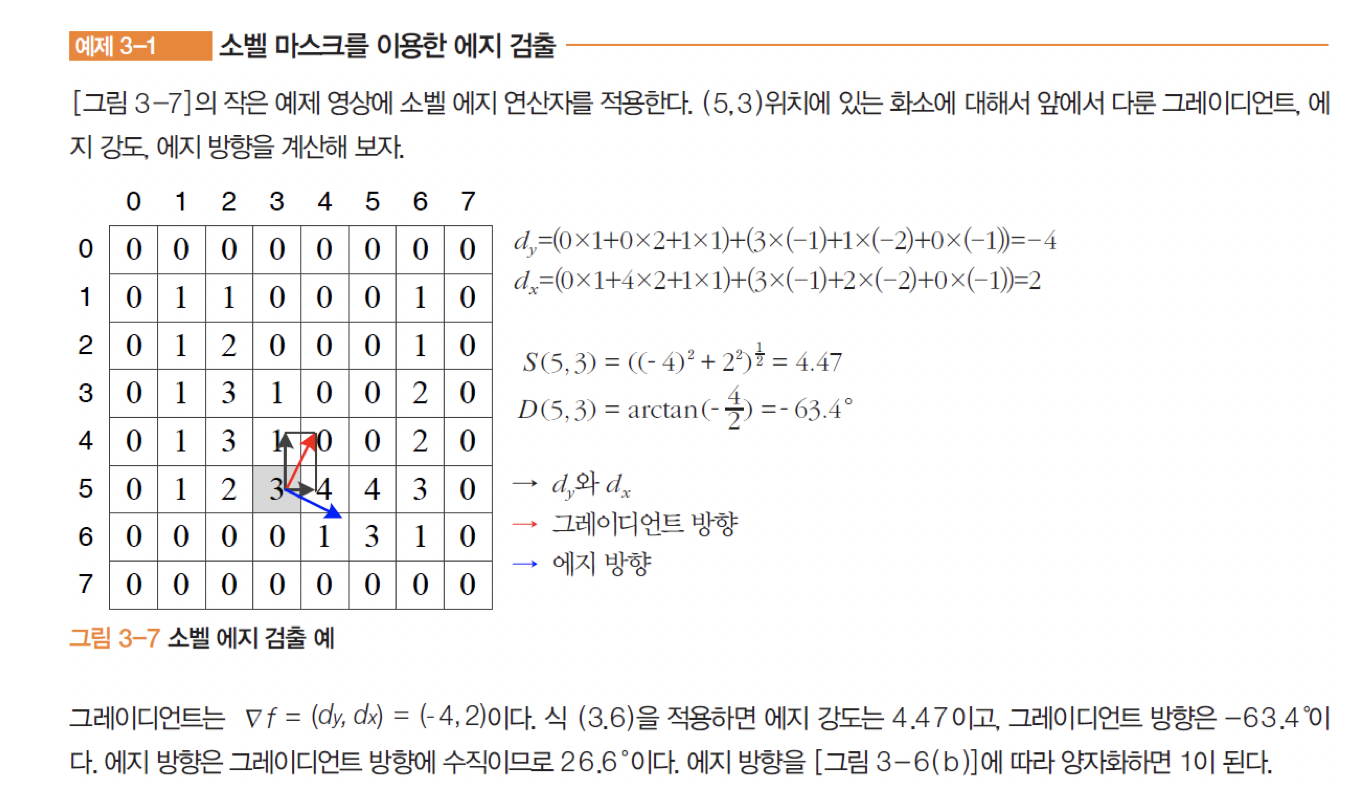 예제 3-1 소벨 마스크를 이용한 에지 검출
[그림 3-7]의 작은 예제 영상에 소벨 에지 연산자를 적용한다. (5,3)위치에 있는 화소에 대해서 앞에서 다룬 그레이디언트, 에
지 강도, 에지 방향을 계산해 보자.
0 1 2 3 4 5 6 7
0 0 0 0 0 0 0 0 0
1 0 1 1 0 0 0 1 0
2 0 1 2 0 0 0 1 0
3 0 1 3 1 0 0 2 0
4 0 1 3 1 0 0 2 0
5 0 1 2 3 4 4 3 0
6 0 0 0 0 1 3 1 0
7 0 0 0 0 0 0 0 0
그림 3-7 소벨 에지 검출 예
dy=(0×1+0×2+1×1)+(3×(-1)+1×(-2)+0×(-1))=-4
dx=(0×1+4×2+1×1)+(3×(-1)+2×(-2)+0×(-1))=2
S(5,3) = ((-4)² + 2²)^½ = 4.47
D(5,3) = arctan(-4/2) = -63.4°
→ dy와 dx
→ 그레이디언트 방향
→ 에지 방향
그레이디언트는 ∇f = (dy, dx) = (-4, 2)이다. 식 (3.6)을 적용하면 에지 강도는 4.47이고, 그레이디언트 방향은 -63.4°이
다. 에지 방향은 그레이디언트 방향에 수직이므로 26.6°이다. 에지 방향을 [그림 3-6(b)]에 따라 양자화하면 1이 된다.